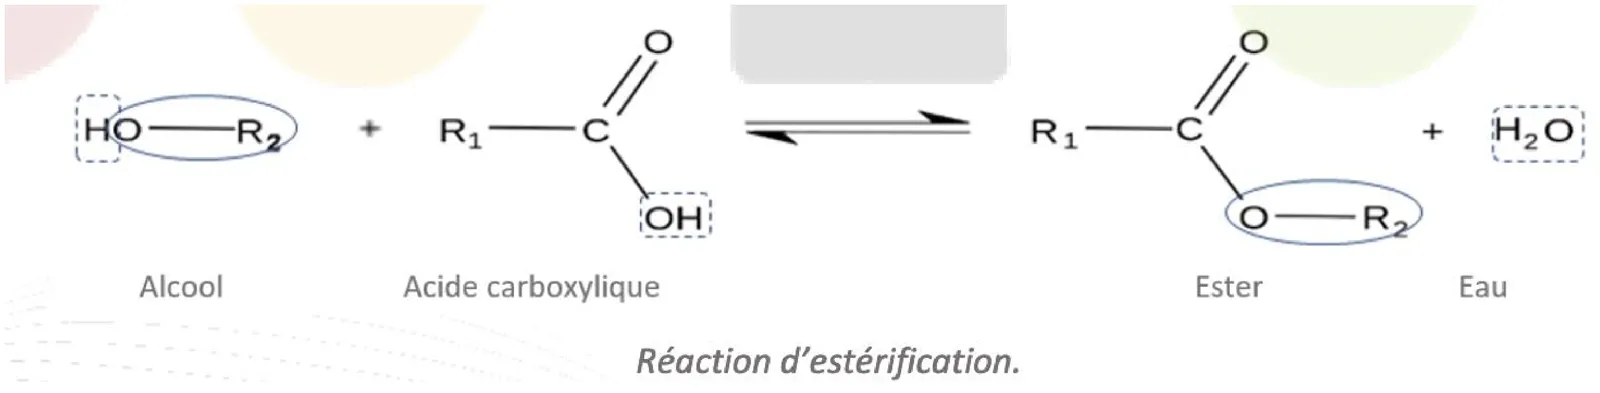 O O
HO R₂ + R₁ C R₁ C + H₂O
OH O R₂
Alcool Acide carboxylique Ester Eau
Réaction d’estérification.